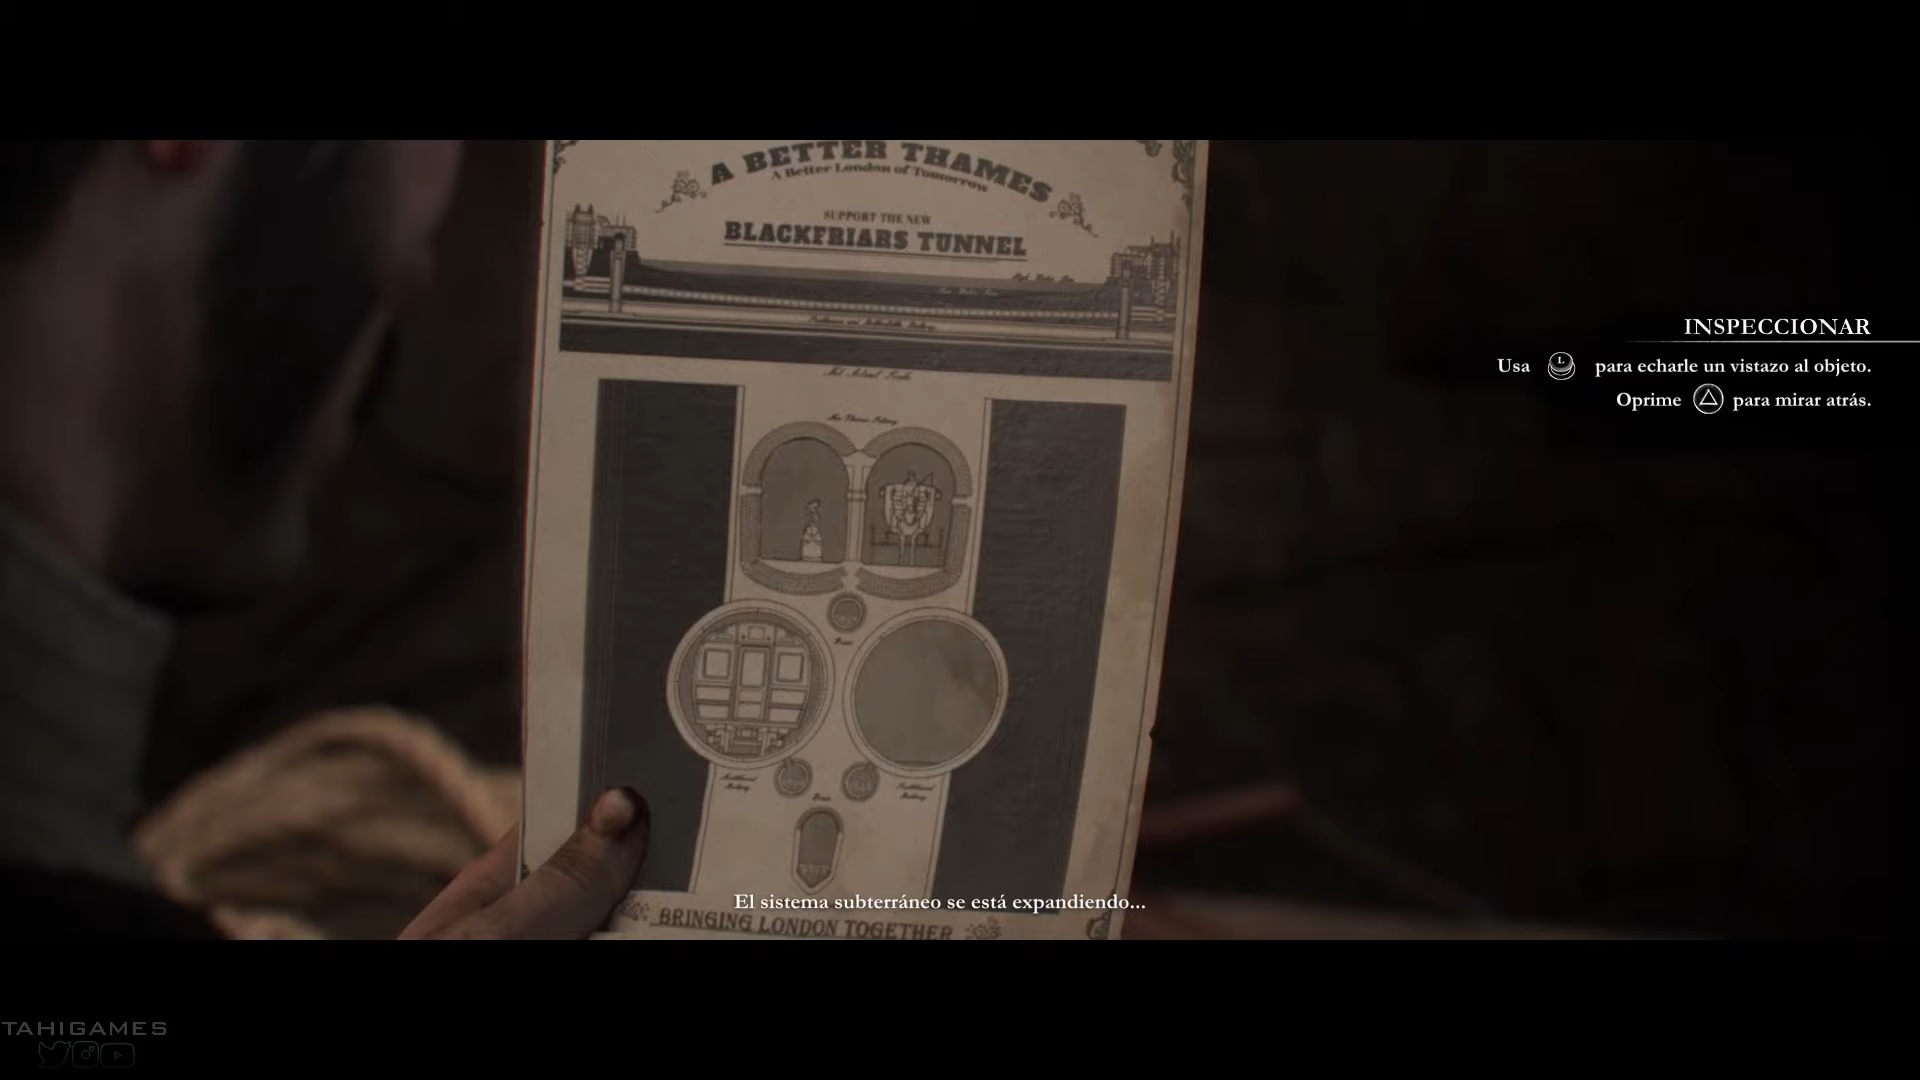 A BETTER THAMES
A Better London of Tomorrow
SUPPORT THE NEW
BLACKFRIARS TUNNEL
INSPECCIONAR
Usa L para echarle un vistazo al objeto.
Oprime para mirar atrás.
El sistema subterráneo se está expandiendo...
BRINGING LONDON TOGETHER
TAHIGAMES